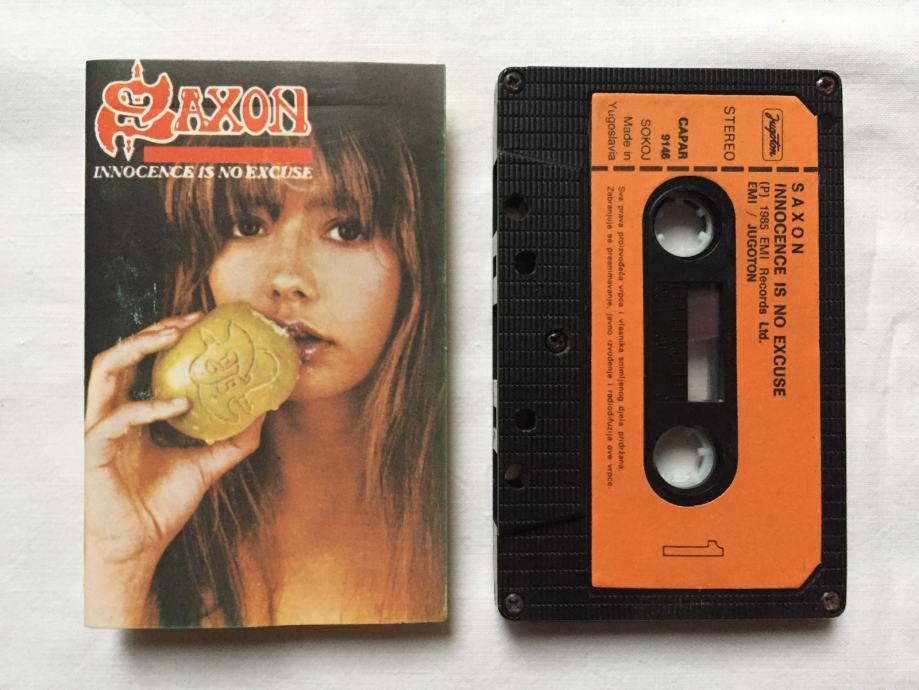 SAXON
INNOCENCE IS NO EXCUSE
Jugoton
STEREO
CAPAR
9146
SOKOJ
Made in
Yugoslavia
SAXON
INNOCENCE IS NO EXCUSE
(P) 1985 EMI Records Ltd.
EMI / JUGOTON
Sva prava proizvođača vrpce i vlasnika snimljenog djela pridržana.
Zabranjuje se presnimavanje, javno izvođenje i radiodifuzija ove vrpce.
1